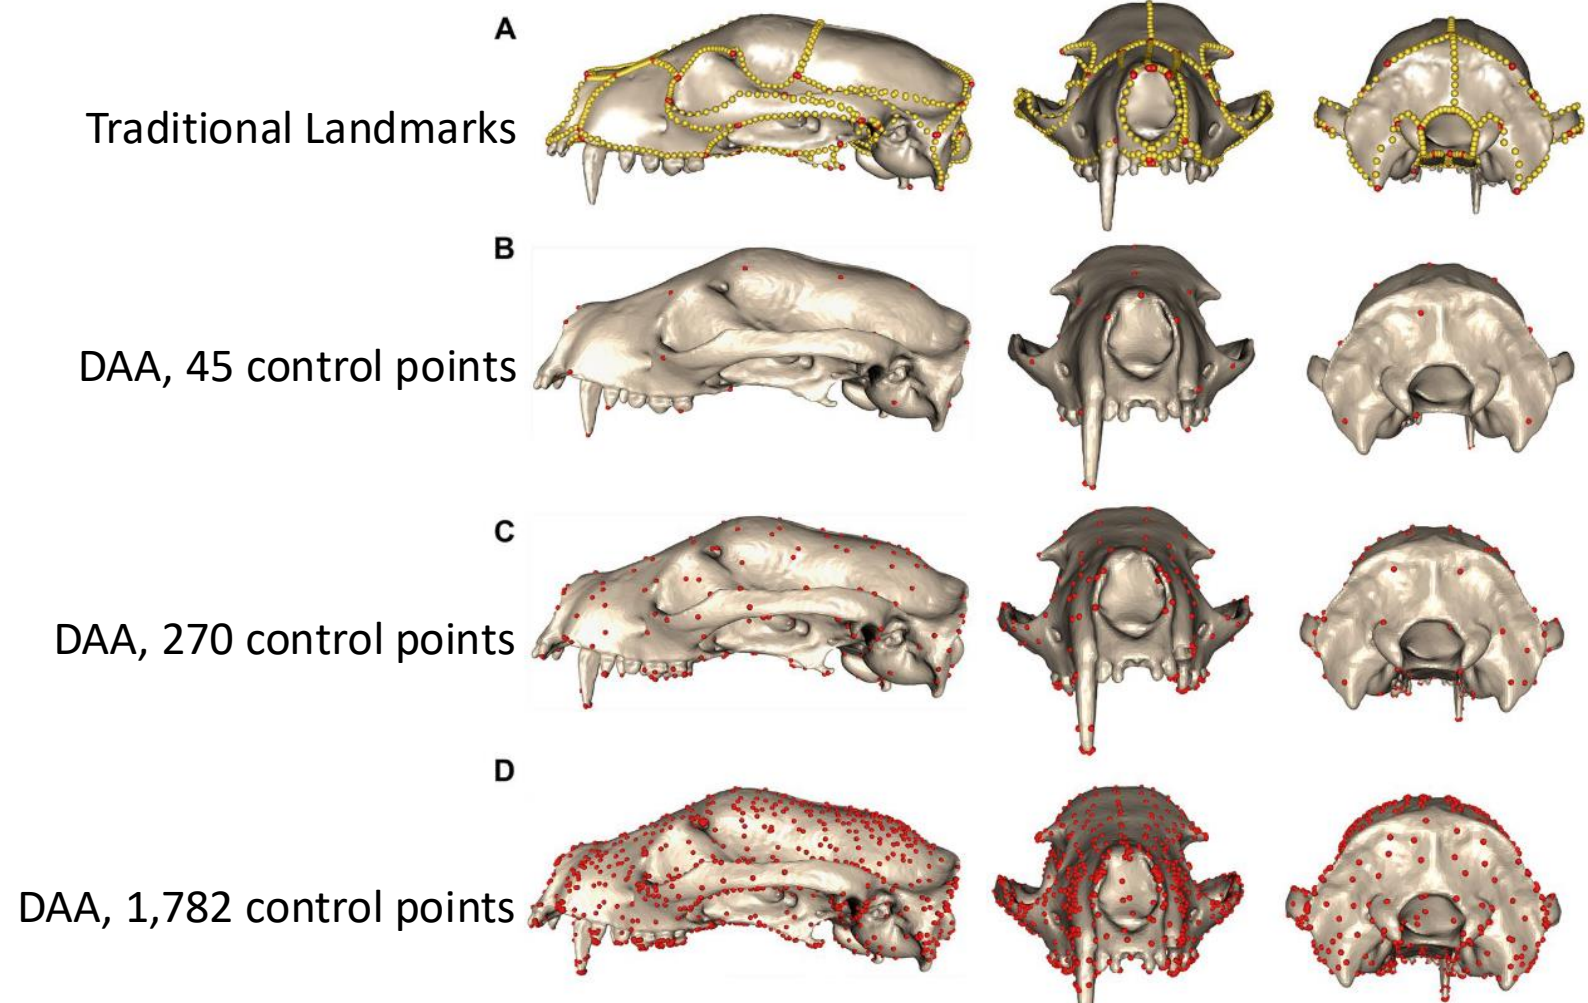 A
Traditional Landmarks
B
DAA, 45 control points
C
DAA, 270 control points
D
DAA, 1,782 control points